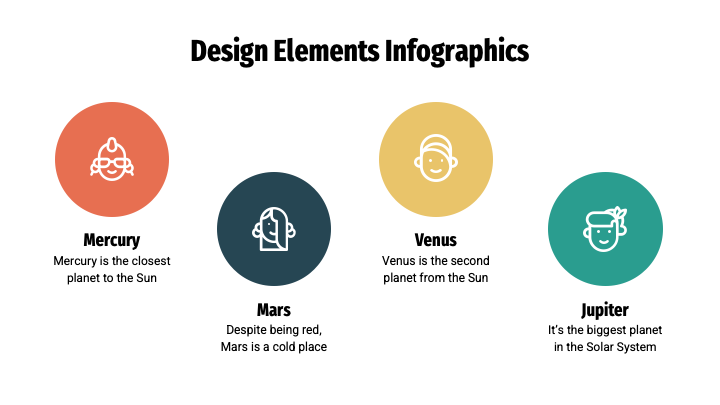 Design Elements Infographics
Mercury
Mercury is the closest
planet to the Sun
Mars
Despite being red,
Mars is a cold place
Venus
Venus is the second
planet from the Sun
Jupiter
It’s the biggest planet
in the Solar System